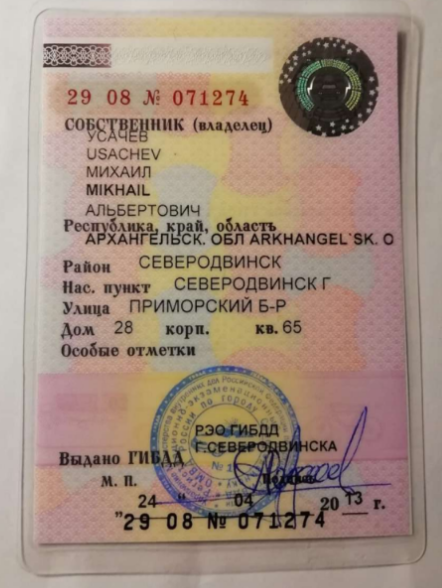 29 08 № 071274
СОБСТВЕННИК (владелец)
УСАЧЕВ
USACHEV
МИХАИЛ
MIKHAIL
АЛЬБЕРТОВИЧ
Республика, край, область
АРХАНГЕЛЬСК. ОБЛ ARKHANGEL`SK. O
Район СЕВЕРОДВИНСК
Нас. пункт СЕВЕРОДВИНСК Г
Улица ПРИМОРСКИЙ Б-Р
Дом 28 корп. кв. 65
Особые отметки
РЭО ГИБДД
Выдано ГИБДД Г.СЕВЕРОДВИНСКА
М. П.
24 " 04 2013 г.
"29 08 № 071274